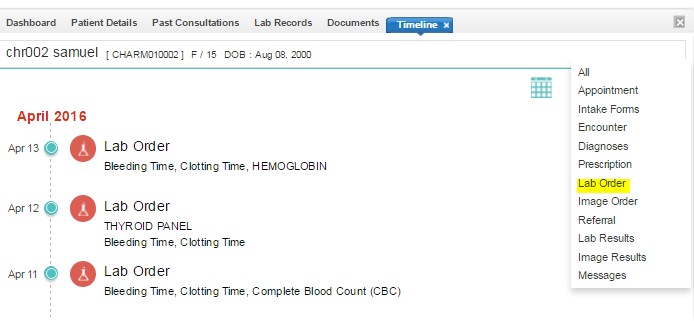 Dashboard Patient Details Past Consultations Lab Records Documents Timeline x
chr002 samuel [ CHARM010002 ] F / 15 DOB : Aug 08, 2000
All
Appointment
Intake Forms
Encounter
Diagnoses
Prescription
Lab Order
Image Order
Referral
Lab Results
Image Results
Messages
April 2016
Apr 13 Lab Order
Bleeding Time, Clotting Time, HEMOGLOBIN
Apr 12 Lab Order
THYROID PANEL
Bleeding Time, Clotting Time
Apr 11 Lab Order
Bleeding Time, Clotting Time, Complete Blood Count (CBC)